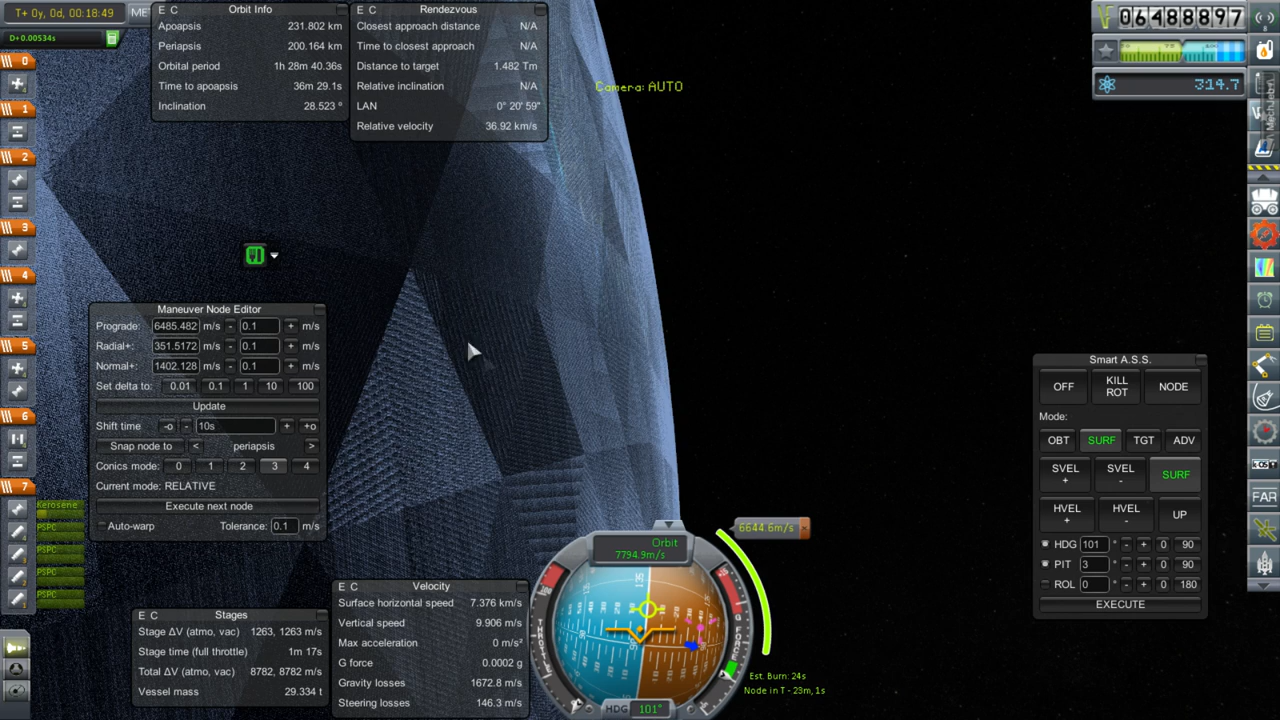 T+ 0y, 0d, 00:18:49 MET
D+0.00534s
E C Orbit Info
Apoapsis 231.802 km
Periapsis 200.164 km
Orbital period 1h 28m 40.36s
Time to apoapsis 36m 29.1s
Inclination 28.523 º
E C Rendezvous
Closest approach distance N/A
Time to closest approach N/A
Distance to target 1.482 Tm
Relative inclination N/A
LAN 0° 20' 59"
Relative velocity 36.92 km/s
Camera: AUTO
06488897
314.7
MechJeb
0
1
2
3
4
5
6
7
Kerosene
PSPC
PSPC
PSPC
PSPC
Maneuver Node Editor
Prograde: 6485.482 m/s - 0.1 + m/s
Radial+: 351.5172 m/s - 0.1 + m/s
Normal+: 1402.128 m/s - 0.1 + m/s
Set delta to: 0.01 0.1 1 10 100
Update
Shift time -o - 10s + +o
Snap node to < periapsis >
Conics mode: 0 1 2 3 4
Current mode: RELATIVE
Execute next node
Auto-warp Tolerance: 0.1 m/s
Smart A.S.S.
OFF KILL ROT NODE
Mode:
OBT SURF TGT ADV
SVEL + SVEL - SURF
HVEL + HVEL - UP
HDG 101 ° - + 0 90
PIT 3 ° - + 0 90
ROL 0 ° - + 0 180
EXECUTE
FAR
E C Stages
Stage ΔV (atmo, vac) 1263, 1263 m/s
Stage time (full throttle) 1m 17s
Total ΔV (atmo, vac) 8782, 8782 m/s
Vessel mass 29.334 t
E C Velocity
Surface horizontal speed 7.376 km/s
Vertical speed 9.906 m/s
Max acceleration 0 m/s²
G force 0.0002 g
Gravity losses 1672.8 m/s
Steering losses 146.3 m/s
Orbit
7794.9m/s
6644.6m/s
G FORCE
HDG 101°
Est. Burn: 24s
Node in T - 23m, 1s